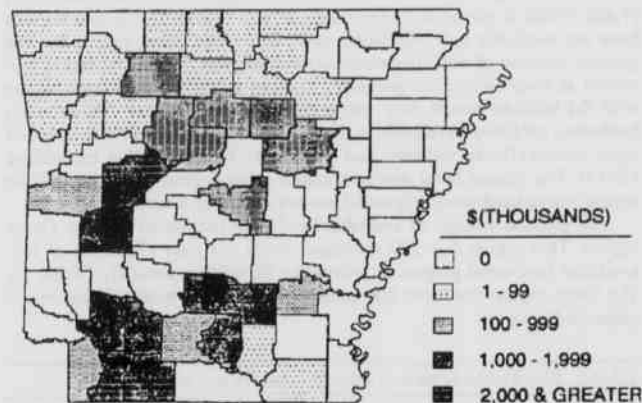 $(THOUSANDS)
0
1 - 99
100 - 999
1,000 - 1,999
2,000 & GREATER